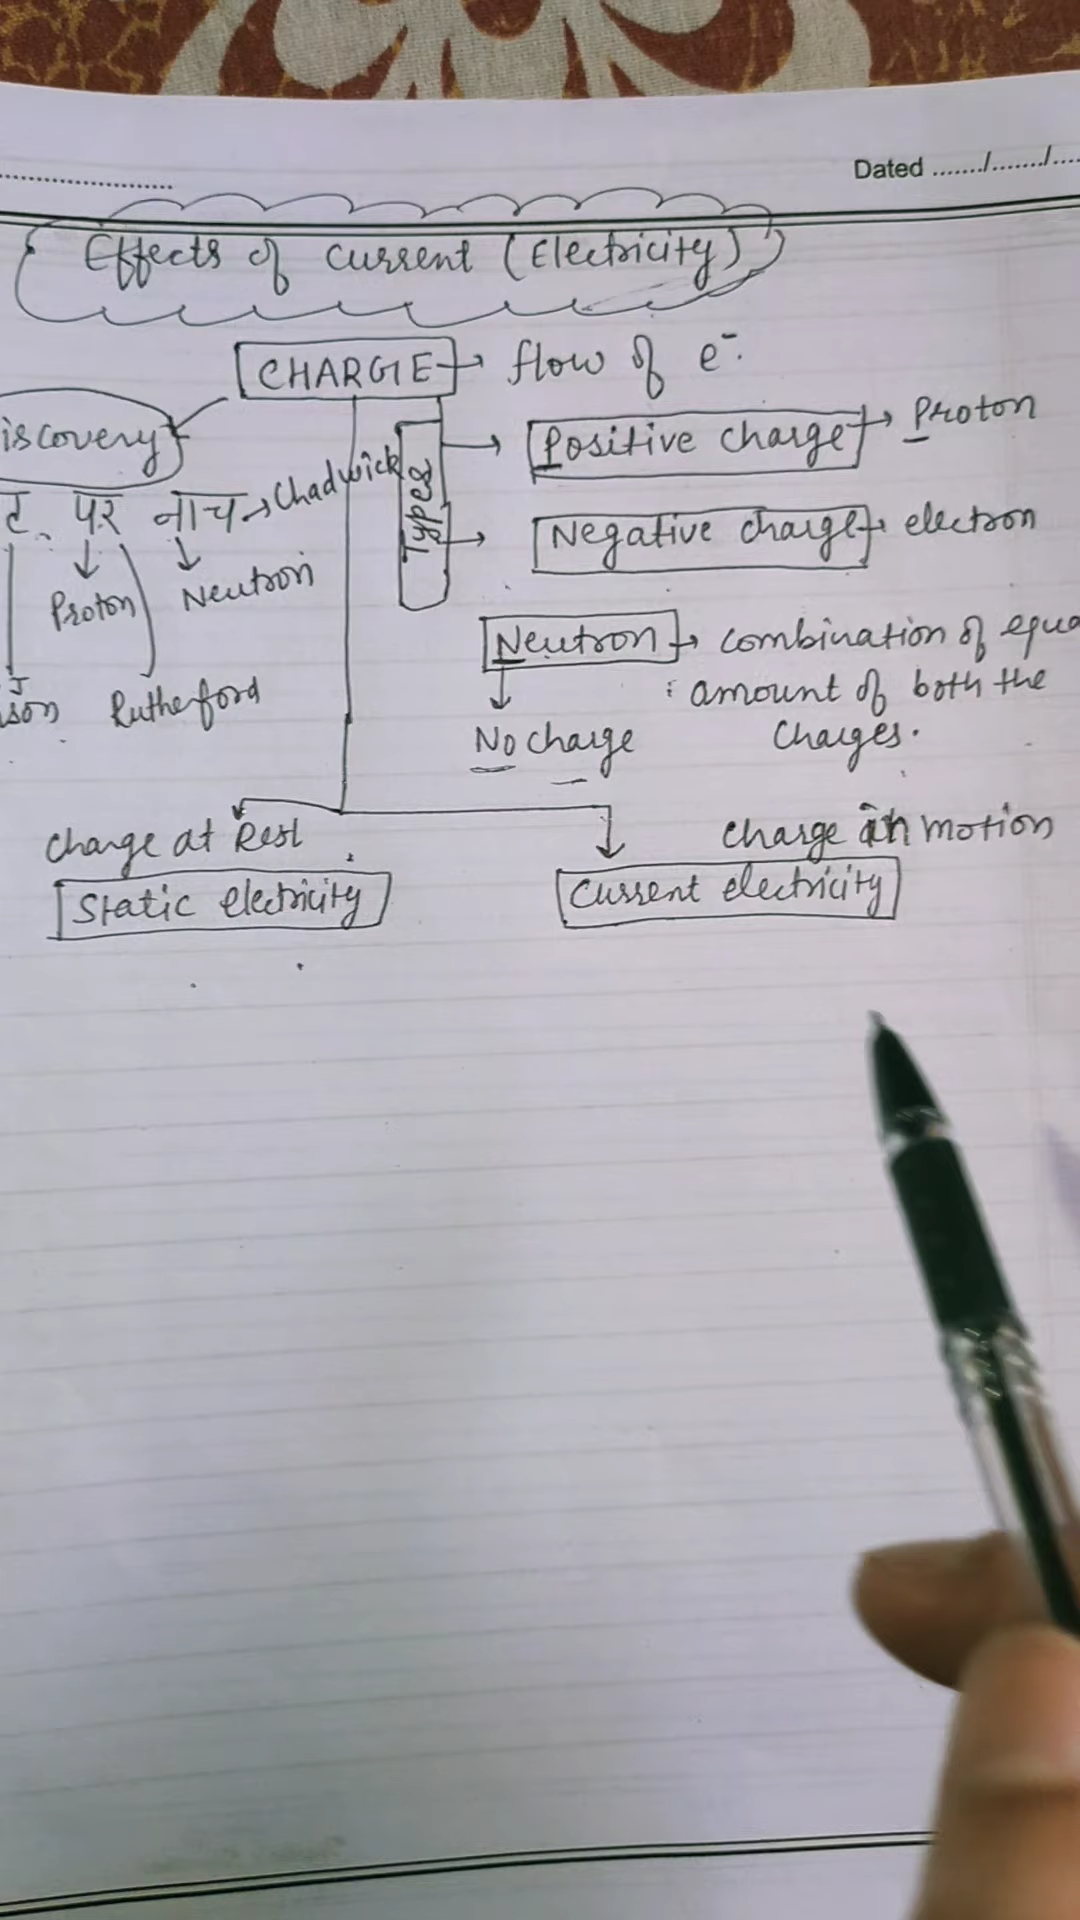 Dated ......./......./....
Effects of Current (Electricity)
CHARGE → flow of e⁻.
iscovery
Types
Positive charge → Proton
Negative charge → electron
ट पर नाच → Chadwick
Proton
Neutron
J
son
Rutherford
Neutron → combination of equa
amount of both the
Charges.
No charge
Charge at Rest
Static electricity
Charge in motion
Current electricity